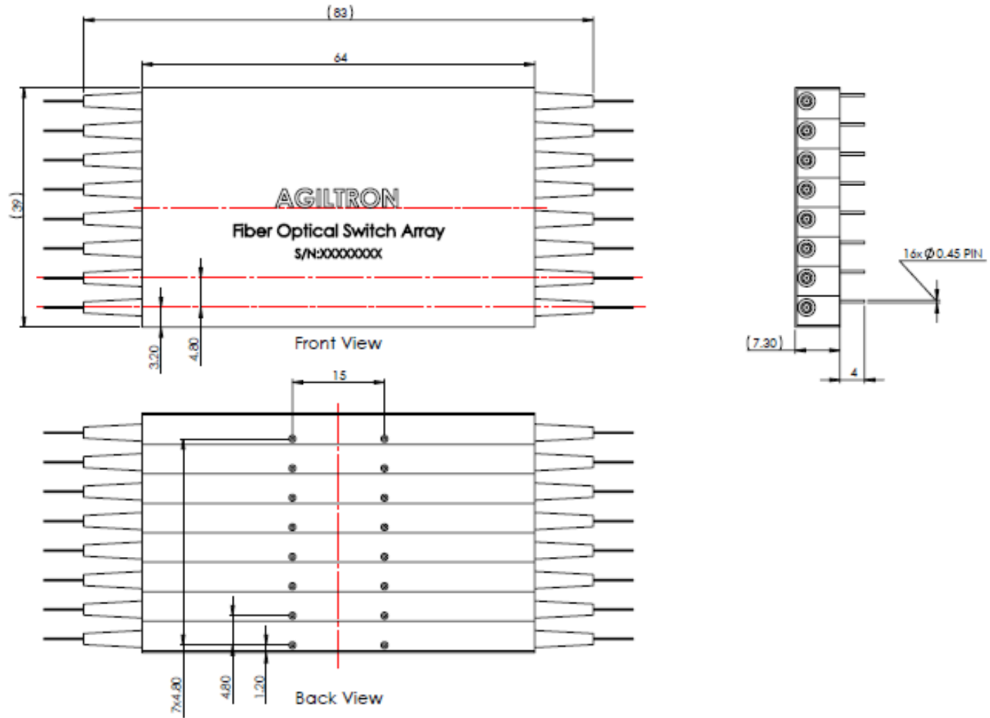 (83)
64
(39)
AGILTRON
Fiber Optical Switch Array
S/N:XXXXXXXX
3.20
4.80
Front View
16x Ø0.45 PIN
(7.30)
4
15
7x4.80
4.80
1.20
Back View